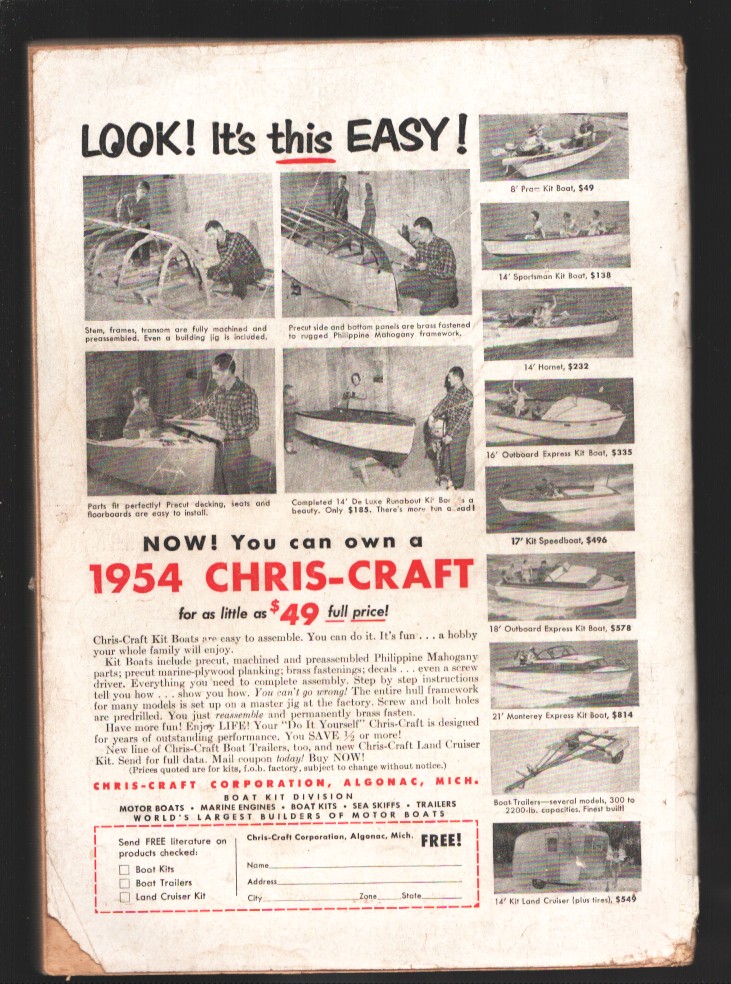 LOOK! It's this EASY!
Stem, frames, transom are fully machined and
preassembled. Even a building jig is included.
Precut side and bottom panels are brass fastened
to rugged Philippine Mahogany framework.
Parts fit perfectly! Precut decking, seats and
floorboards are easy to install.
Completed 14' De Luxe Runabout Kit is a
beauty. Only $185. There's more fun
NOW! You can own a
1954 CHRIS-CRAFT
for as little as $49 full price!
Chris-Craft Kit Boats are easy to assemble. You can do it. It's fun . . . a hobby
your whole family will enjoy.
Kit Boats include precut, machined and preassembled Philippine Mahogany
parts; precut marine-plywood planking; brass fastenings; decals . . . even a screw
driver. Everything you need to complete assembly. Step by step instructions
tell you how . . . show you how. You can't go wrong! The entire hull framework
for many models is set up on a master jig at the factory. Screw and bolt holes
are predrilled. You just reassemble and permanently brass fasten.
Have more fun! Enjoy LIFE! Your "Do It Yourself" Chris-Craft is designed
for years of outstanding performance. You SAVE ½ or more!
New line of Chris-Craft Boat Trailers, too, and new Chris-Craft Land Cruiser
Kit. Send for full data. Mail coupon today! Buy NOW!
(Prices quoted are for kits, f.o.b. factory, subject to change without notice.)
CHRIS-CRAFT CORPORATION, ALGONAC, MICH.
BOAT KIT DIVISION
MOTOR BOATS • MARINE ENGINES • BOAT KITS • SEA SKIFFS • TRAILERS
WORLD'S LARGEST BUILDERS OF MOTOR BOATS
Send FREE literature on
products checked:
Boat Kits
Boat Trailers
Land Cruiser Kit
Chris-Craft Corporation, Algonac, Mich. FREE!
Name
Address
City Zone State
8' Pram Kit Boat, $49
14' Sportsman Kit Boat, $138
14' Hornet, $232
16' Outboard Express Kit Boat, $335
17' Kit Speedboat, $496
18' Outboard Express Kit Boat, $578
21' Monterey Express Kit Boat, $814
Boat Trailers—several models, 300 to
2200-lb. capacities. Finest built!
14' Kit Land Cruiser (plus tires), $549